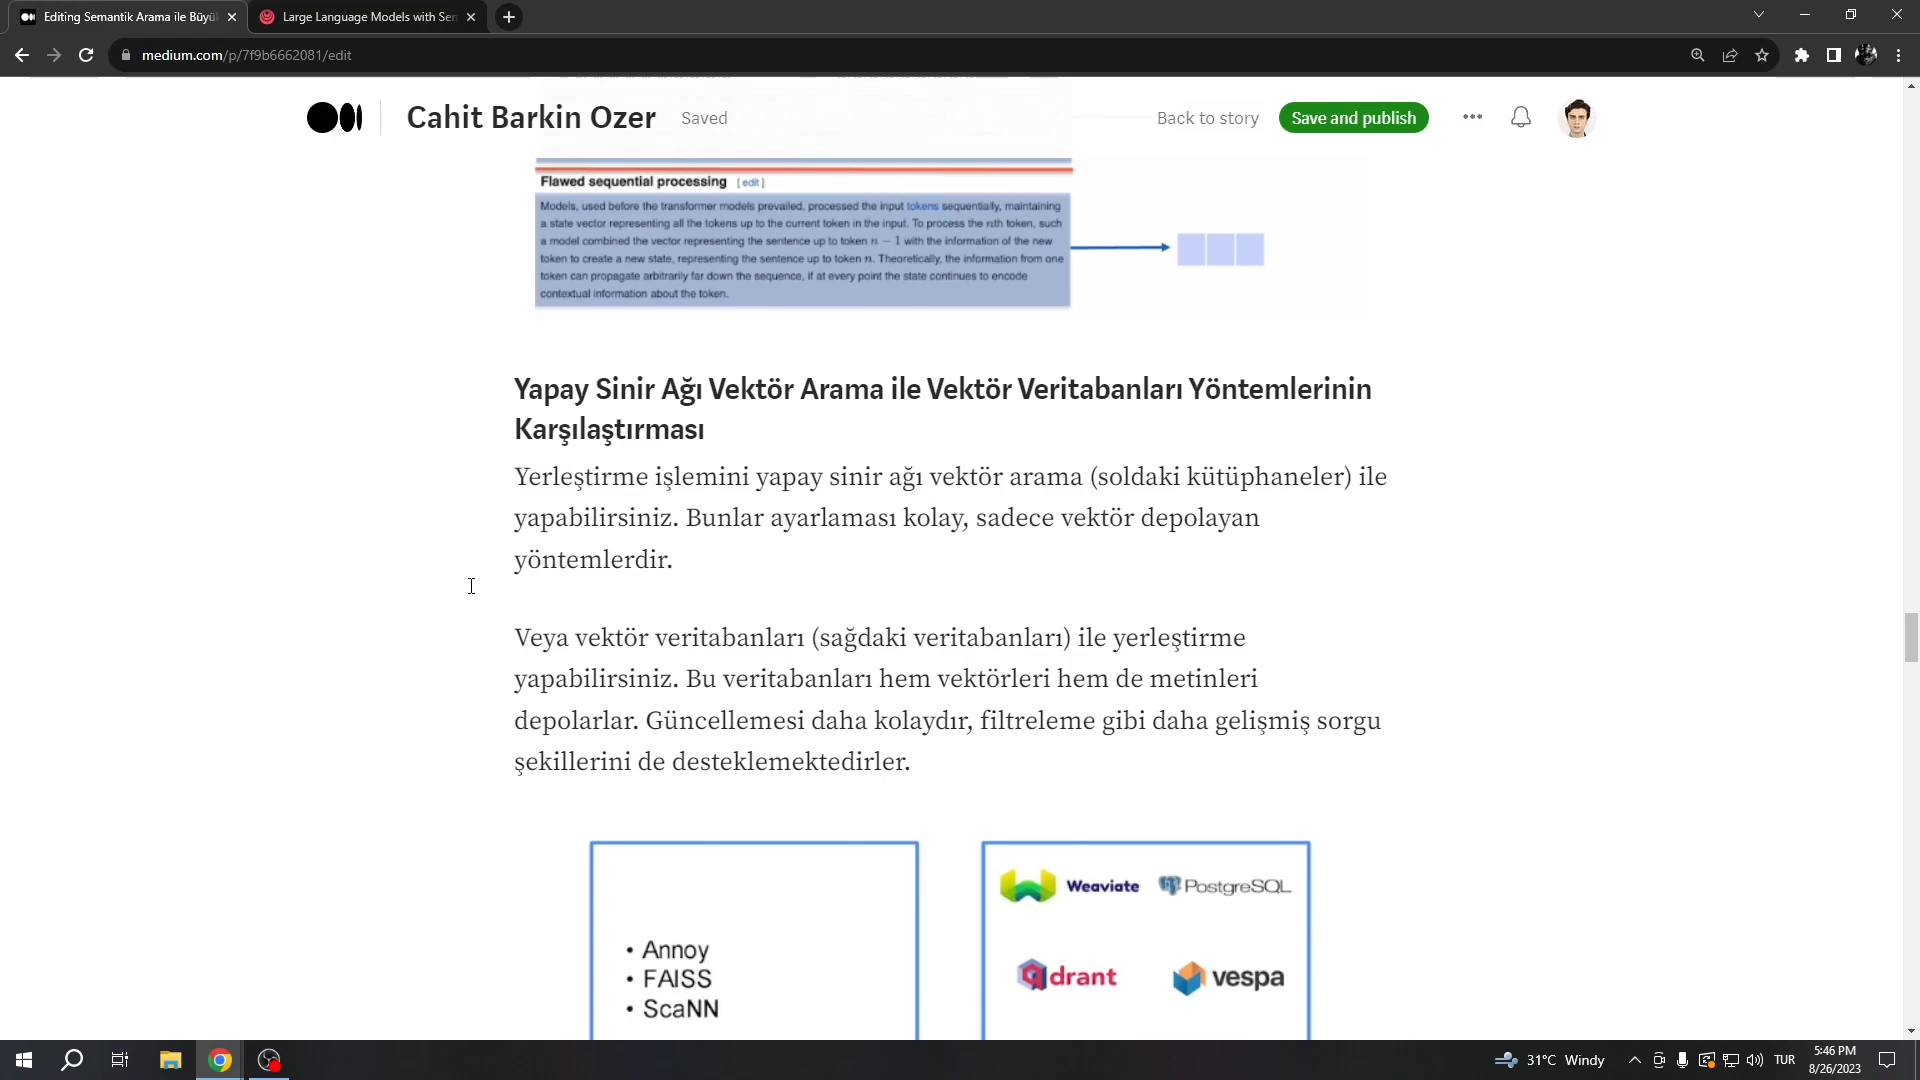 Editing Semantik Arama ile Büyü
Large Language Models with Sem
medium.com/p/7f9b6662081/edit
Cahit Barkin Ozer
Saved
Back to story
Save and publish
Flawed sequential processing [ edit ]
Models, used before the transformer models prevailed, processed the input tokens sequentially, maintaining
a state vector representing all the tokens up to the current token in the input. To process the nth token, such
a model combined the vector representing the sentence up to token n − 1 with the information of the new
token to create a new state, representing the sentence up to token n. Theoretically, the information from one
token can propagate arbitrarily far down the sequence, if at every point the state continues to encode
contextual information about the token.
Yapay Sinir Ağı Vektör Arama ile Vektör Veritabanları Yöntemlerinin
Karşılaştırması
Yerleştirme işlemini yapay sinir ağı vektör arama (soldaki kütüphaneler) ile
yapabilirsiniz. Bunlar ayarlaması kolay, sadece vektör depolayan
yöntemlerdir.
Veya vektör veritabanları (sağdaki veritabanları) ile yerleştirme
yapabilirsiniz. Bu veritabanları hem vektörleri hem de metinleri
depolarlar. Güncellemesi daha kolaydır, filtreleme gibi daha gelişmiş sorgu
şekillerini de desteklemektedirler.
• Annoy
• FAISS
• ScaNN
Weaviate
PostgreSQL
qdrant
vespa
31°C Windy
TUR
5:46 PM
8/26/2023